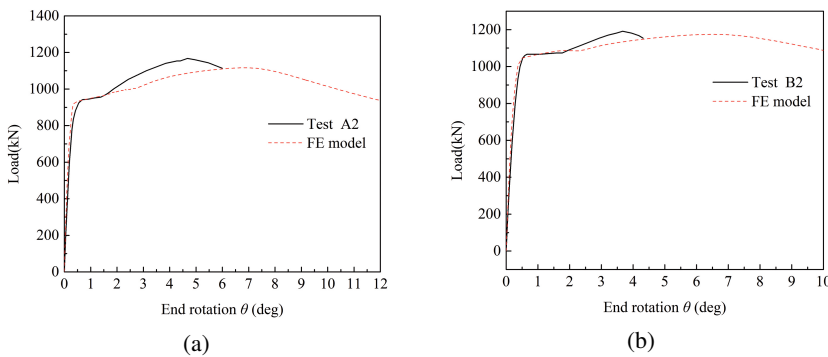 1400
1200
1000
800
600
400
200
0
Load(kN)
Test A2
FE model
0 1 2 3 4 5 6 7 8 9 10 11 12
End rotation θ (deg)
(a)
1200
1000
800
600
400
200
0
Load(kN)
Test B2
FE model
0 1 2 3 4 5 6 7 8 9 10
End rotation θ (deg)
(b)